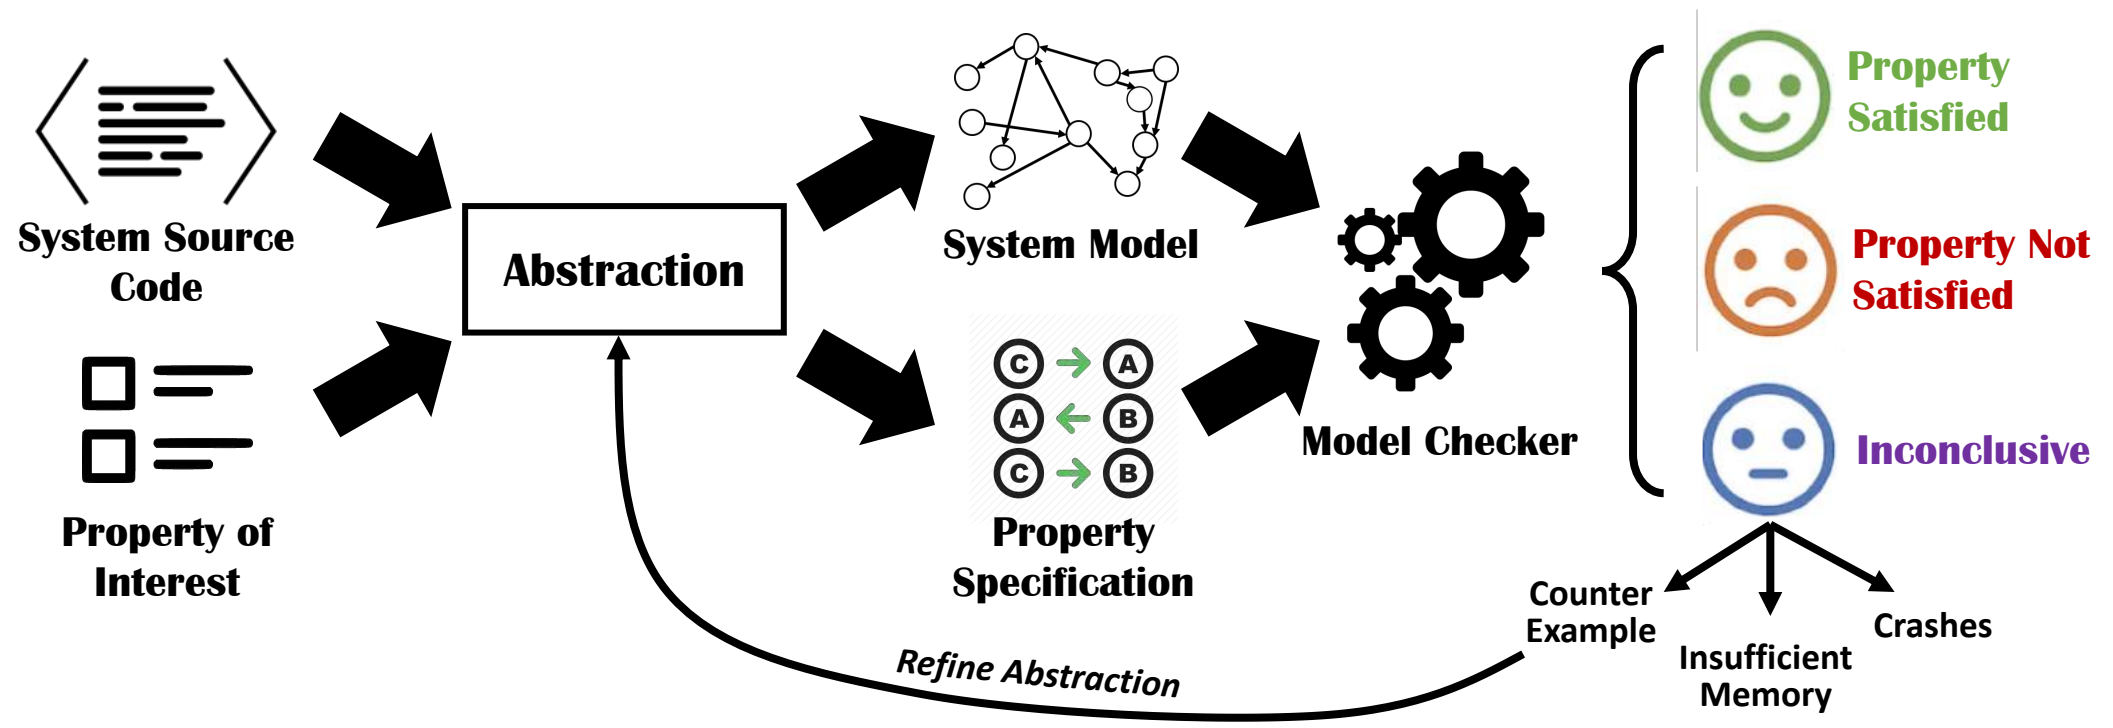 System Source
Code
Property of
Interest
Abstraction
System Model
C A
A B
C B
Property
Specification
Model Checker
Property
Satisfied
Property Not
Satisfied
Inconclusive
Counter
Example
Insufficient
Memory
Crashes
Refine Abstraction